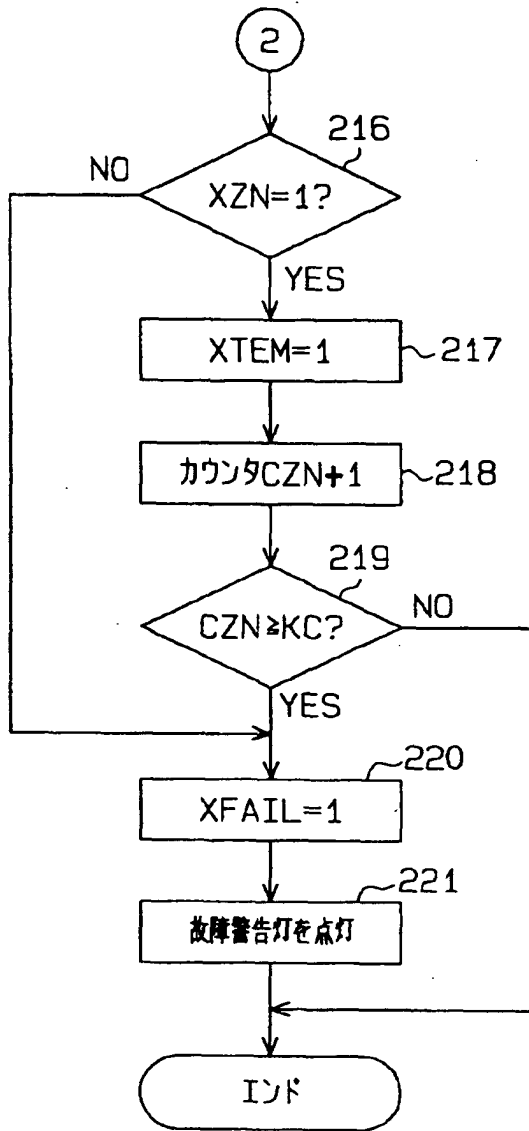 2
216
NO
XZN=1?
YES
XTEM=1
217
カウンタCZN+1
218
219
NO
CZN≧KC?
YES
220
XFAIL=1
221
故障警告灯を点灯
エンド